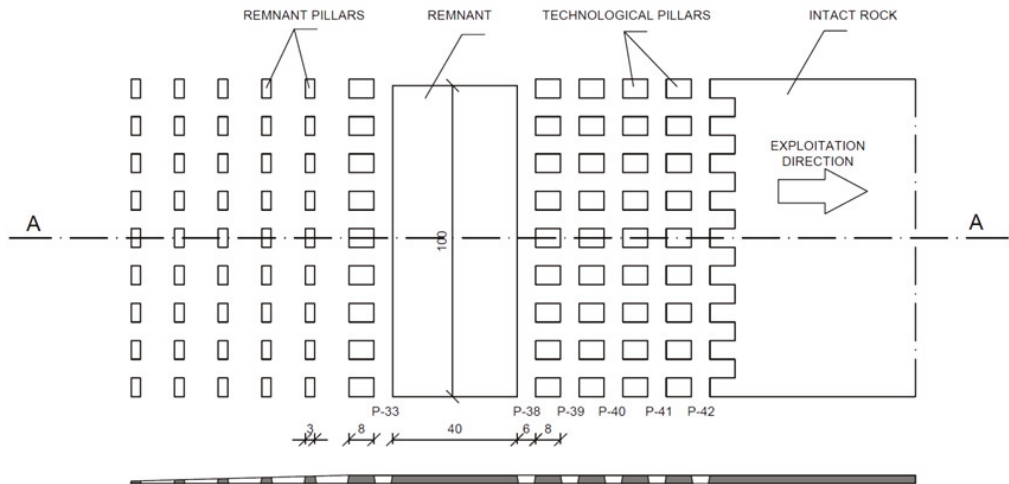 REMNANT PILLARS
REMNANT
TECHNOLOGICAL PILLARS
INTACT ROCK
EXPLOITATION
DIRECTION
A
A
100
P-33
P-38
P-39
P-40
P-41
P-42
3
8
40
6
8